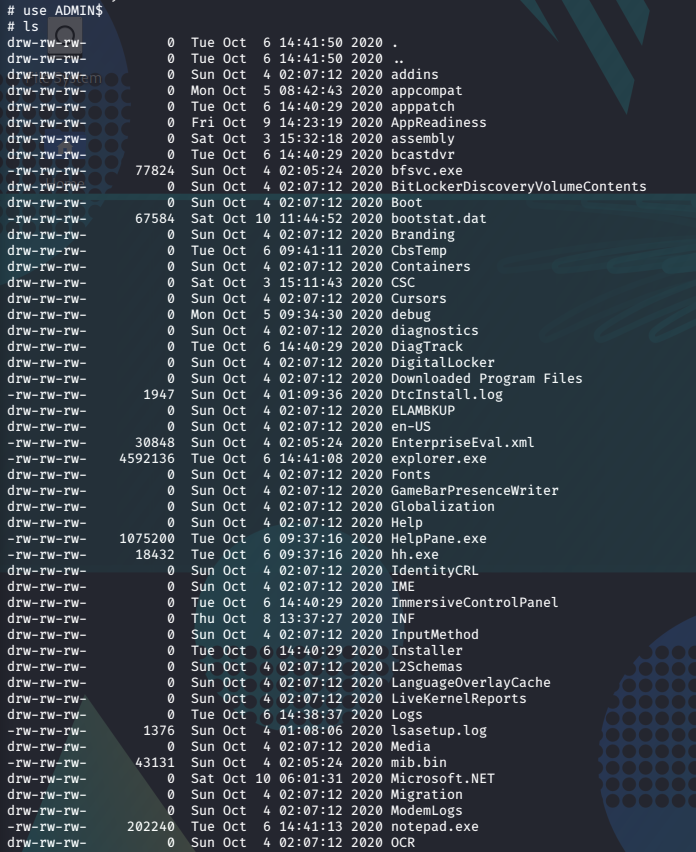 # use ADMIN$
# ls
drw-rw-rw-          0  Tue Oct  6 14:41:50 2020 .
drw-rw-rw-          0  Tue Oct  6 14:41:50 2020 ..
drw-rw-rw-          0  Sun Oct  4 02:07:12 2020 addins
drw-rw-rw-          0  Mon Oct  5 08:42:43 2020 appcompat
drw-rw-rw-          0  Tue Oct  6 14:40:29 2020 apppatch
drw-rw-rw-          0  Fri Oct  9 14:23:19 2020 AppReadiness
drw-rw-rw-          0  Sat Oct  3 15:32:18 2020 assembly
drw-rw-rw-          0  Tue Oct  6 14:40:29 2020 bcastdvr
-rw-rw-rw-      77824  Sun Oct  4 02:05:24 2020 bfsvc.exe
drw-rw-rw-          0  Sun Oct  4 02:07:12 2020 BitLockerDiscoveryVolumeContents
drw-rw-rw-          0  Sun Oct  4 02:07:12 2020 Boot
-rw-rw-rw-      67584  Sat Oct 10 11:44:52 2020 bootstat.dat
drw-rw-rw-          0  Sun Oct  4 02:07:12 2020 Branding
drw-rw-rw-          0  Tue Oct  6 09:41:11 2020 CbsTemp
drw-rw-rw-          0  Sun Oct  4 02:07:12 2020 Containers
drw-rw-rw-          0  Sat Oct  3 15:11:43 2020 CSC
drw-rw-rw-          0  Sun Oct  4 02:07:12 2020 Cursors
drw-rw-rw-          0  Mon Oct  5 09:34:30 2020 debug
drw-rw-rw-          0  Sun Oct  4 02:07:12 2020 diagnostics
drw-rw-rw-          0  Tue Oct  6 14:40:29 2020 DiagTrack
drw-rw-rw-          0  Sun Oct  4 02:07:12 2020 DigitalLocker
drw-rw-rw-          0  Sun Oct  4 02:07:12 2020 Downloaded Program Files
-rw-rw-rw-       1947  Sun Oct  4 01:09:36 2020 DtcInstall.log
drw-rw-rw-          0  Sun Oct  4 02:07:12 2020 ELAMBKUP
drw-rw-rw-          0  Sun Oct  4 02:07:12 2020 en-US
-rw-rw-rw-      30848  Sun Oct  4 02:05:24 2020 EnterpriseEval.xml
-rw-rw-rw-    4592136  Tue Oct  6 14:41:08 2020 explorer.exe
drw-rw-rw-          0  Sun Oct  4 02:07:12 2020 Fonts
drw-rw-rw-          0  Sun Oct  4 02:07:12 2020 GameBarPresenceWriter
drw-rw-rw-          0  Sun Oct  4 02:07:12 2020 Globalization
drw-rw-rw-          0  Sun Oct  4 02:07:12 2020 Help
-rw-rw-rw-    1075200  Tue Oct  6 09:37:16 2020 HelpPane.exe
-rw-rw-rw-      18432  Tue Oct  6 09:37:16 2020 hh.exe
drw-rw-rw-          0  Sun Oct  4 02:07:12 2020 IdentityCRL
drw-rw-rw-          0  Sun Oct  4 02:07:12 2020 IME
drw-rw-rw-          0  Tue Oct  6 14:40:29 2020 ImmersiveControlPanel
drw-rw-rw-          0  Thu Oct  8 13:37:27 2020 INF
drw-rw-rw-          0  Sun Oct  4 02:07:12 2020 InputMethod
drw-rw-rw-          0  Tue Oct  6 14:40:29 2020 Installer
drw-rw-rw-          0  Sun Oct  4 02:07:12 2020 L2Schemas
drw-rw-rw-          0  Sun Oct  4 02:07:12 2020 LanguageOverlayCache
drw-rw-rw-          0  Sun Oct  4 02:07:12 2020 LiveKernelReports
drw-rw-rw-          0  Tue Oct  6 14:38:37 2020 Logs
-rw-rw-rw-       1376  Sun Oct  4 01:08:06 2020 lsasetup.log
drw-rw-rw-          0  Sun Oct  4 02:07:12 2020 Media
-rw-rw-rw-      43131  Sun Oct  4 02:05:24 2020 mib.bin
drw-rw-rw-          0  Sat Oct 10 06:01:31 2020 Microsoft.NET
drw-rw-rw-          0  Sun Oct  4 02:07:12 2020 Migration
drw-rw-rw-          0  Sun Oct  4 02:07:12 2020 ModemLogs
-rw-rw-rw-     202240  Tue Oct  6 14:41:13 2020 notepad.exe
drw-rw-rw-          0  Sun Oct  4 02:07:12 2020 OCR